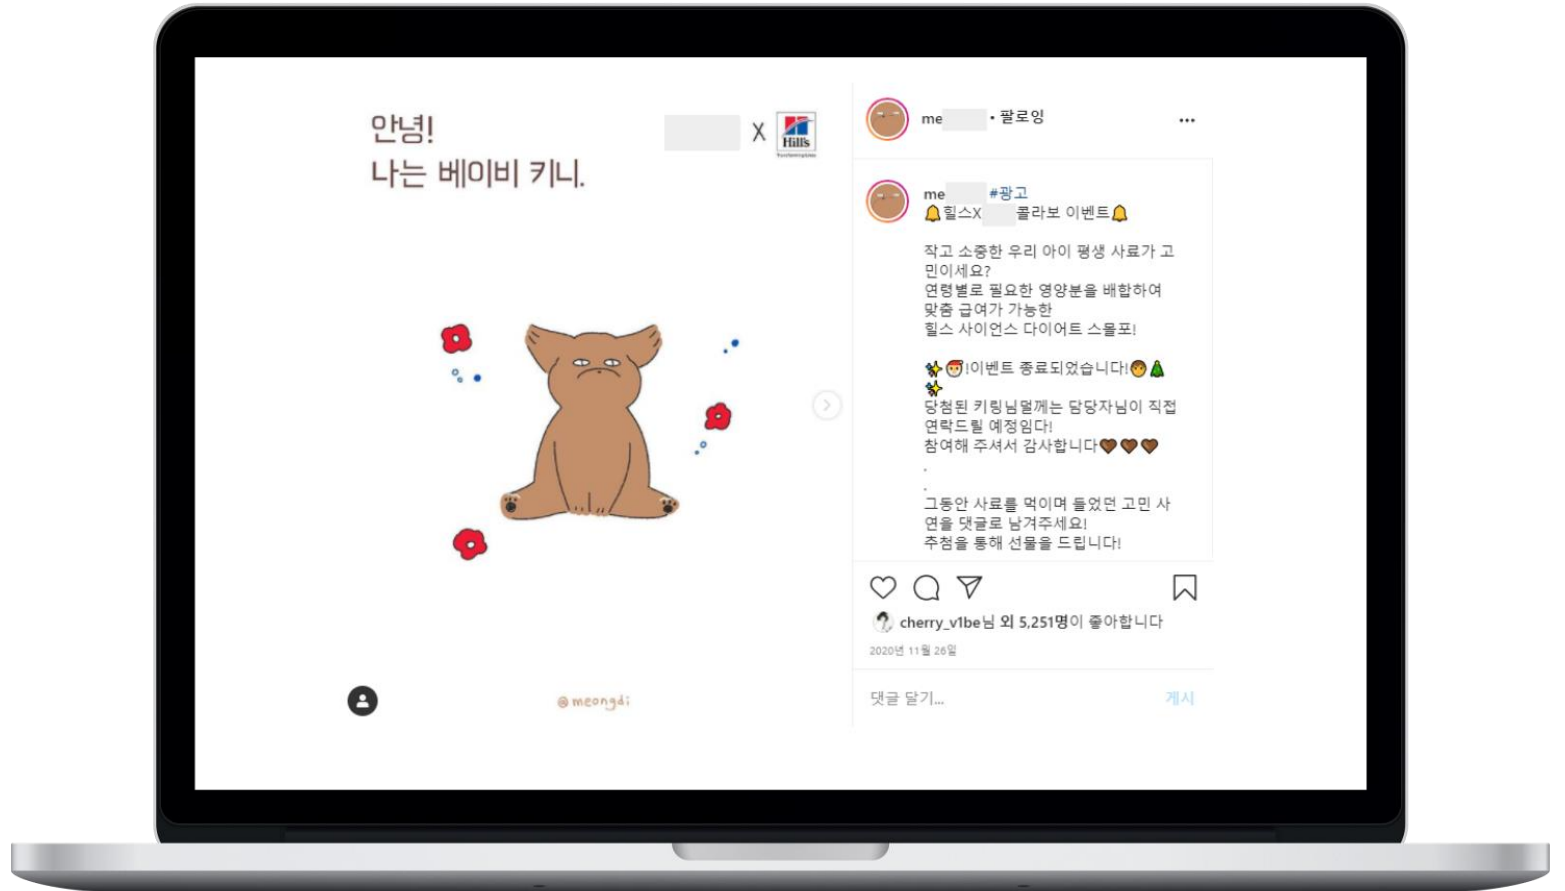 안녕!
나는 베이비 키니.
X
Hill's
me • 팔로잉
me #광고
힐스X 콜라보 이벤트
작고 소중한 우리 아이 평생 사료가 고
민이세요?
연령별로 필요한 영양분을 배합하여
맞춤 급여가 가능한
힐스 사이언스 다이어트 스몰포!
!이벤트 종료되었습니다!
당첨된 키링님덜께는 담당자님이 직접
연락드릴 예정임다!
참여해 주셔서 감사합니다🤎🤎🤎
.
.
그동안 사료를 먹이며 들었던 고민 사
연을 댓글로 남겨주세요!
추첨을 통해 선물을 드립니다!
cherry_v1be님 외 5,251명이 좋아합니다
2020년 11월 26일
댓글 달기...
게시
@meongdi